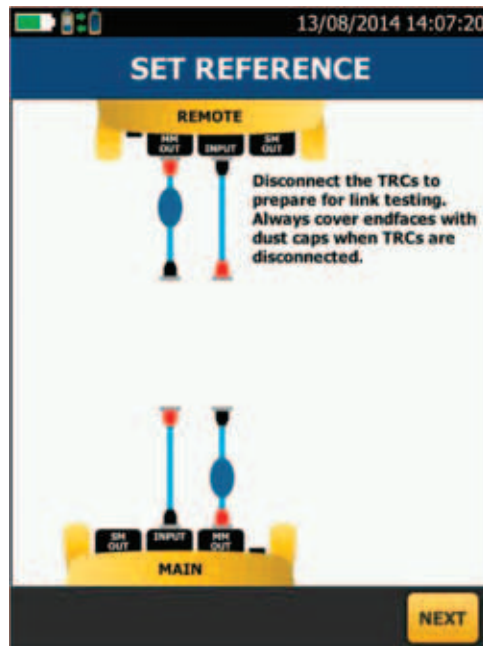 13/08/2014 14:07:20
SET REFERENCE
REMOTE
MM
OUT
INPUT
SM
OUT
Disconnect the TRCs to
prepare for link testing.
Always cover endfaces with
dust caps when TRCs are
disconnected.
SM
OUT
INPUT
MM
OUT
MAIN
NEXT